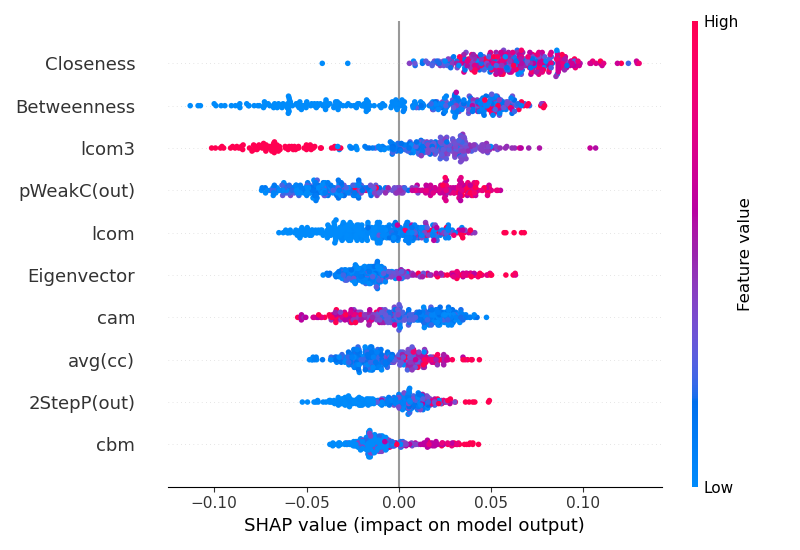 High
Closeness
Betweenness
lcom3
pWeakC(out)
lcom
Eigenvector
cam
avg(cc)
2StepP(out)
cbm
Feature value
Low
−0.10 −0.05 0.00 0.05 0.10
SHAP value (impact on model output)